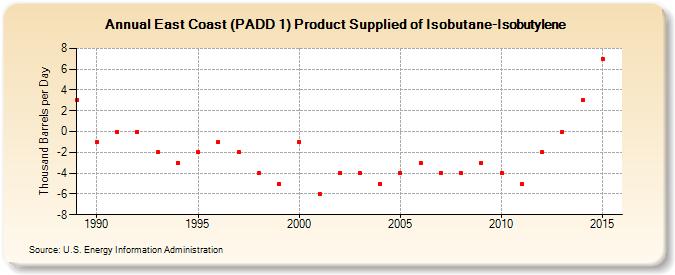 Annual East Coast (PADD 1) Product Supplied of Isobutane-Isobutylene
Thousand Barrels per Day
8
6
4
2
0
-2
-4
-6
-8
1990 1995 2000 2005 2010 2015
Source: U.S. Energy Information Administration